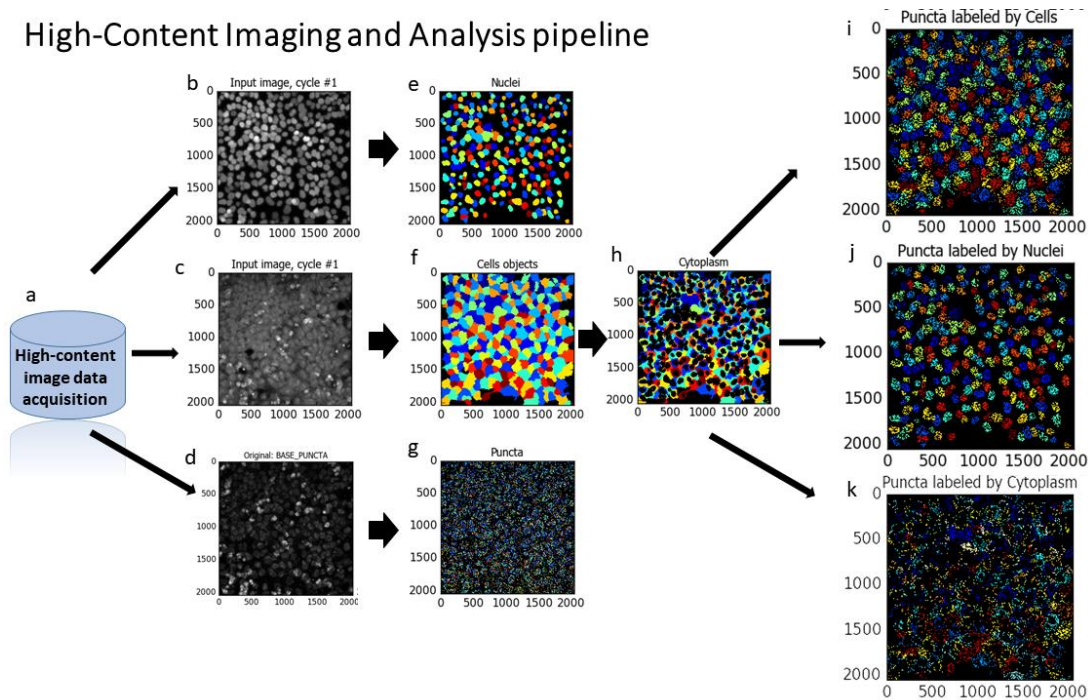 High-Content Imaging and Analysis pipeline
a
High-content
image data
acquisition
b
Input image, cycle #1
0
500
1000
1500
2000
0 500 1000 1500 2000
c
Input image, cycle #1
0
500
1000
1500
2000
0 500 1000 1500 2000
d
Original: BASE_PUNCTA
0
500
1000
1500
2000
0 500 1000 1500 2000
e
Nuclei
0
500
1000
1500
2000
0 500 1000 1500 2000
f
Cells objects
0
500
1000
1500
2000
0 500 1000 1500 2000
g
Puncta
0
500
1000
1500
2000
0 500 1000 1500 2000
h
Cytoplasm
0
500
1000
1500
2000
0 500 1000 1500 2000
i
Puncta labeled by Cells
0
500
1000
1500
2000
0 500 1000 1500 2000
j
Puncta labeled by Nuclei
0
500
1000
1500
2000
0 500 1000 1500 2000
k
Puncta labeled by Cytoplasm
0
500
1000
1500
2000
0 500 1000 1500 2000